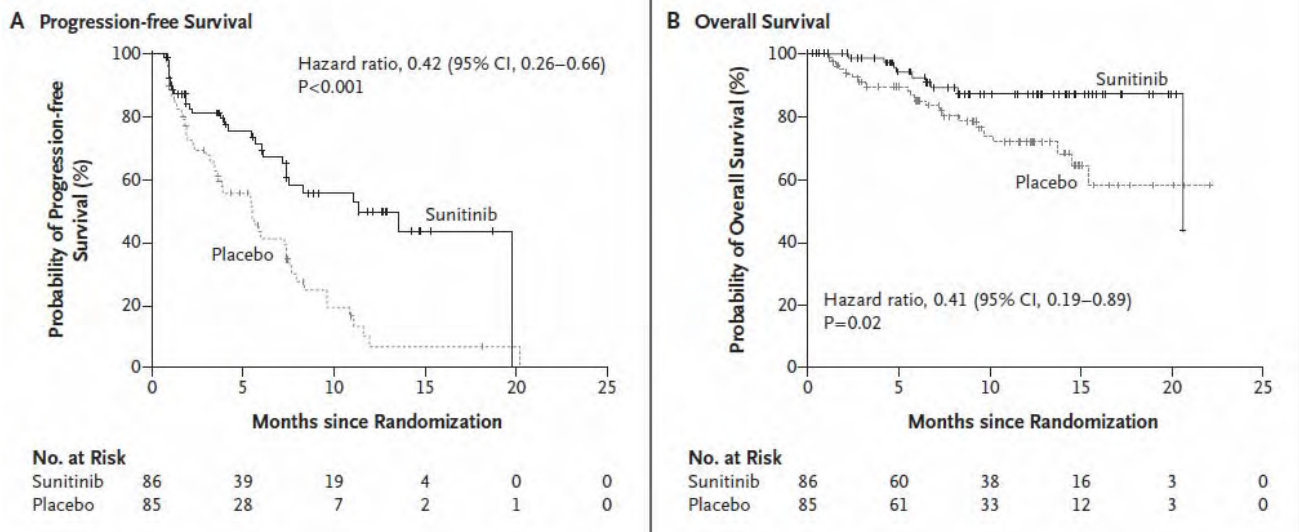 A Progression-free Survival
Probability of Progression-free
Survival (%)
100
80
60
40
20
0
Hazard ratio, 0.42 (95% CI, 0.26–0.66)
P<0.001
Sunitinib
Placebo
0 5 10 15 20 25
Months since Randomization
No. at Risk
Sunitinib 86 39 19 4 0 0
Placebo 85 28 7 2 1 0
B Overall Survival
Probability of Overall Survival (%)
100
80
60
40
20
0
Sunitinib
Placebo
Hazard ratio, 0.41 (95% CI, 0.19–0.89)
P=0.02
0 5 10 15 20 25
Months since Randomization
No. at Risk
Sunitinib 86 60 38 16 3 0
Placebo 85 61 33 12 3 0